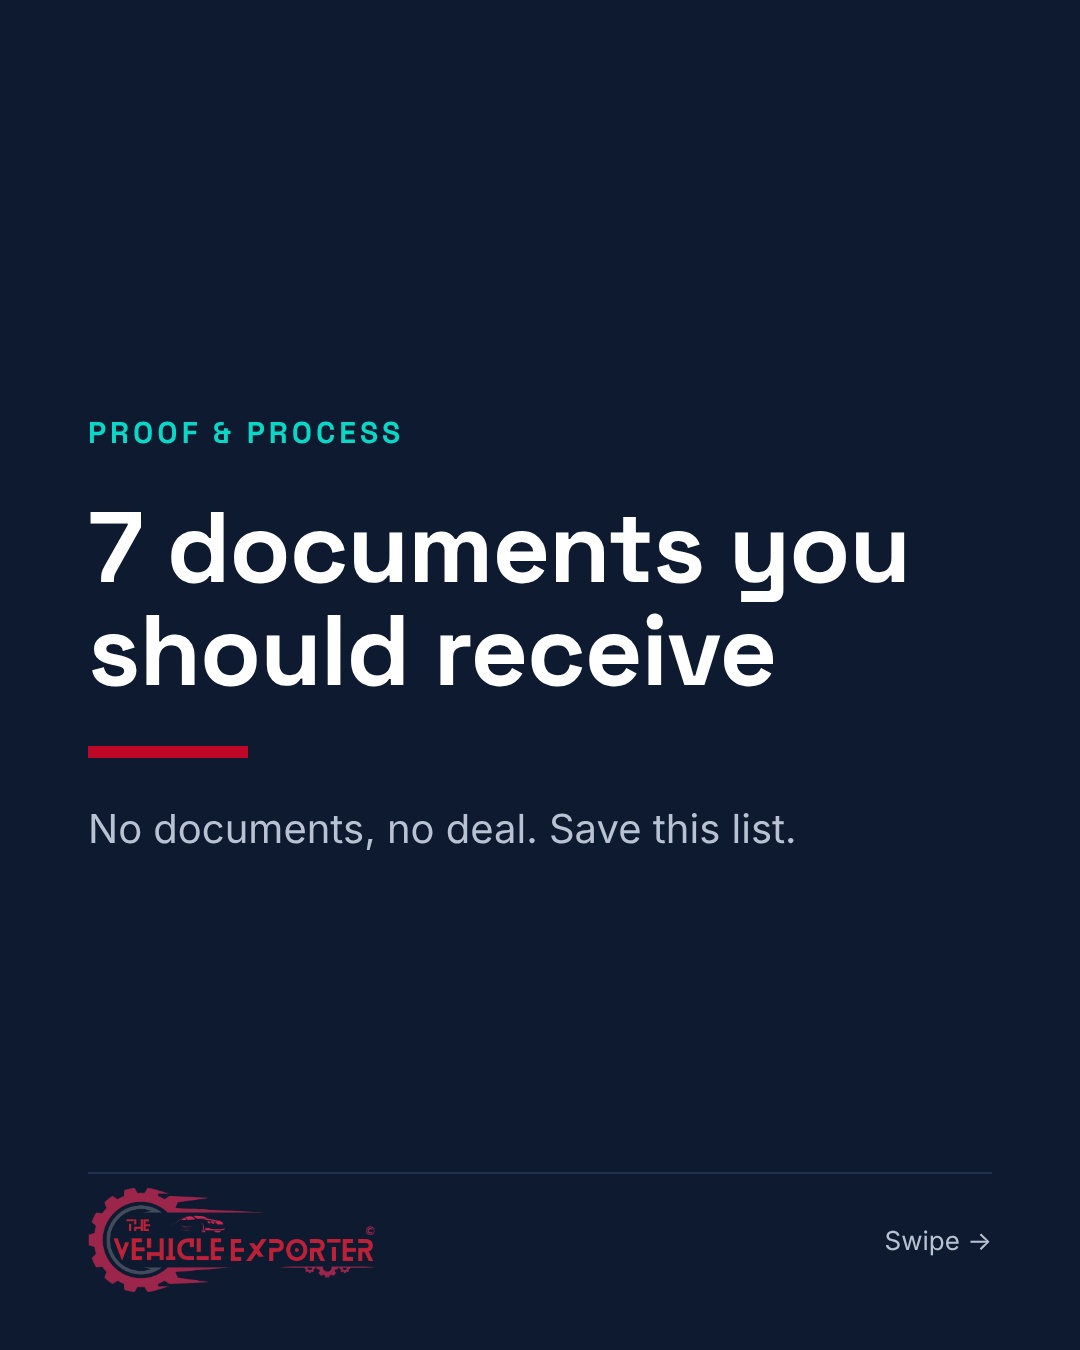 PROOF & PROCESS
7 documents you
should receive
No documents, no deal. Save this list.
THE
VEHICLE EXPORTER
©
Swipe →